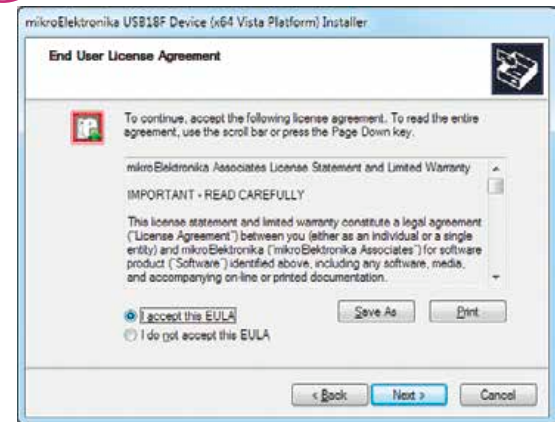 mikroElektronika USB18F Device (x64 Vista Platform) Installer
End User License Agreement
To continue, accept the following license agreement. To read the entire
agreement, use the scroll bar or press the Page Down key.
mikroElektronika Associates License Statement and Limited Warranty
IMPORTANT - READ CAREFULLY
This license statement and limited warranty constitute a legal agreement
("License Agreement") between you (either as an individual or a single
entity) and mikroElektronika ("mikroElektronika Associates") for software
product ("Software") identified above, including any software, media,
and accompanying on-line or printed documentation.
I accept this EULA
Save As
Print
I do not accept this EULA
< Back
Next >
Cancel